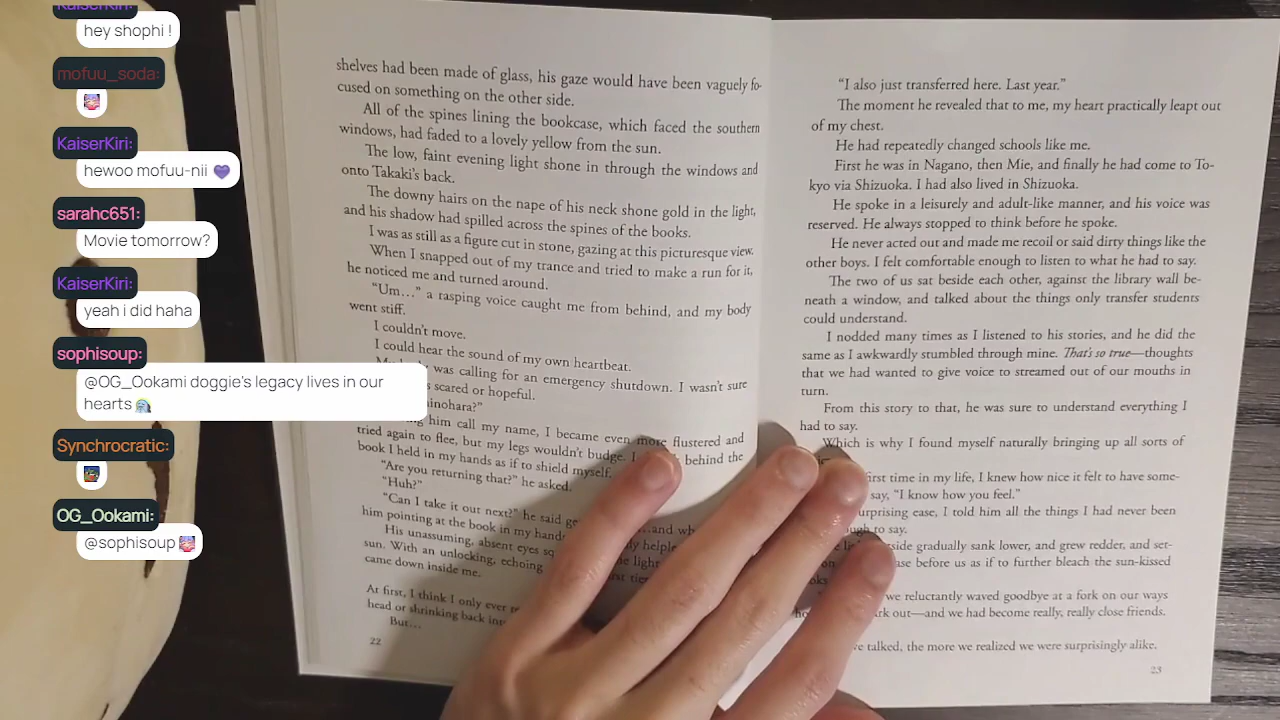 KaiserKiri:
hey shophi !
mofuu_soda:
KaiserKiri:
hewoo mofuu-nii
sarahc651:
Movie tomorrow?
KaiserKiri:
yeah i did haha
sophisoup:
@OG_Ookami doggie's legacy lives in our
hearts
Synchrocratic:
OG_Ookami:
@sophisoup
shelves had been made of glass, his gaze would have been vaguely fo-
cused on something on the other side.
All of the spines lining the bookcase, which faced the southern
windows, had faded to a lovely yellow from the sun.
The low, faint evening light shone in through the windows and
onto Takaki's back.
The downy hairs on the nape of his neck shone gold in the light,
and his shadow had spilled across the spines of the books.
I was as still as a figure cut in stone, gazing at this picturesque view.
When I snapped out of my trance and tried to make a run for it,
he noticed me and turned around.
"Um…" a rasping voice caught me from behind, and my body
went stiff.
I couldn't move.
I could hear the sound of my own heartbeat.
was calling for an emergency shutdown. I wasn't sure
scared or hopeful.
him call my name, I became even more flustered and
tried again to flee, but my legs wouldn't budge. I behind the
book I held in my hands as if to shield myself.
"Are you returning that?" he asked.
"Huh?"
"Can I take it out next?" he said
him pointing at the book in my
His unassuming, absent eyes
sun. With an unlocking, echoing
came down inside me.
At first, I think I only ever
head or shrinking back
But…
22
"I also just transferred here. Last year."
The moment he revealed that to me, my heart practically leapt out
of my chest.
He had repeatedly changed schools like me.
First he was in Nagano, then Mie, and finally he had come to To-
kyo via Shizuoka. I had also lived in Shizuoka.
He spoke in a leisurely and adult-like manner, and his voice was
reserved. He always stopped to think before he spoke.
He never acted out and made me recoil or said dirty things like the
other boys. I felt comfortable enough to listen to what he had to say.
The two of us sat beside each other, against the library wall be-
neath a window, and talked about the things only transfer students
could understand.
I nodded many times as I listened to his stories, and he did the
same as I awkwardly stumbled through mine. That's so true—thoughts
that we had wanted to give voice to streamed out of our mouths in
turn.
From this story to that, he was sure to understand everything I
had to say.
Which is why I found myself naturally bringing up all sorts of
first time in my life, I knew how nice it felt to have some-
say, "I know how you feel."
ease, I told him all the things I had never been
to say.
gradually sank lower, and grew redder, and set-
before us as if to further bleach the sun-kissed
we reluctantly waved goodbye at a fork on our ways
out—and we had become really, really close friends.
talked, the more we realized we were surprisingly alike.
23